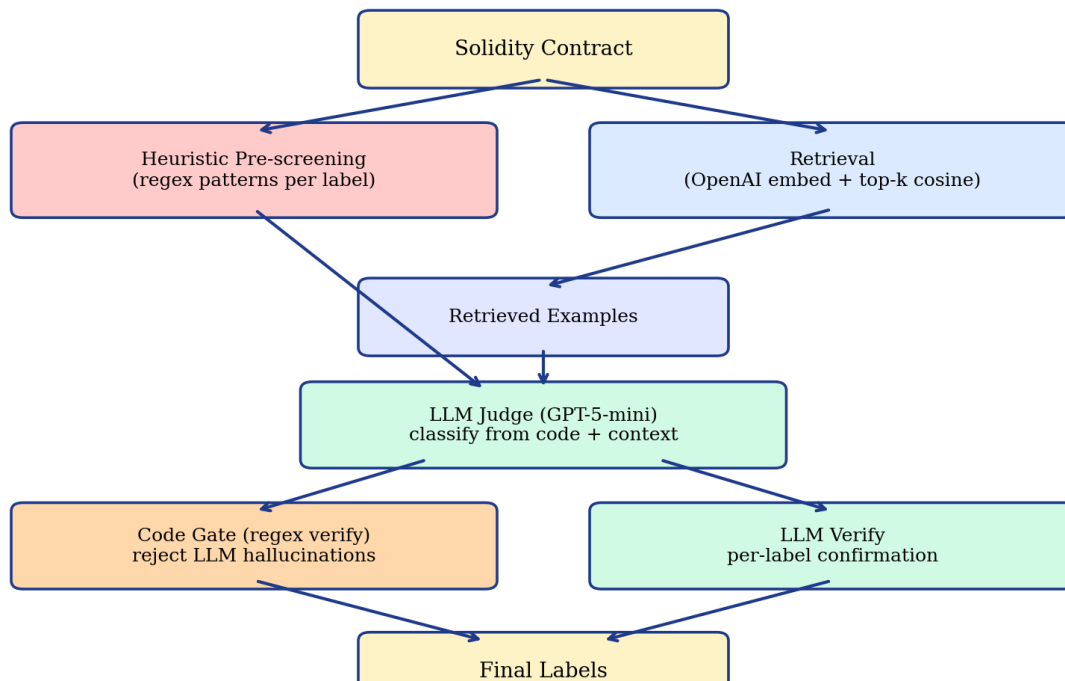 Solidity Contract
Heuristic Pre-screening
(regex patterns per label)
Retrieval
(OpenAI embed + top-k cosine)
Retrieved Examples
LLM Judge (GPT-5-mini)
classify from code + context
Code Gate (regex verify)
reject LLM hallucinations
LLM Verify
per-label confirmation
Final Labels